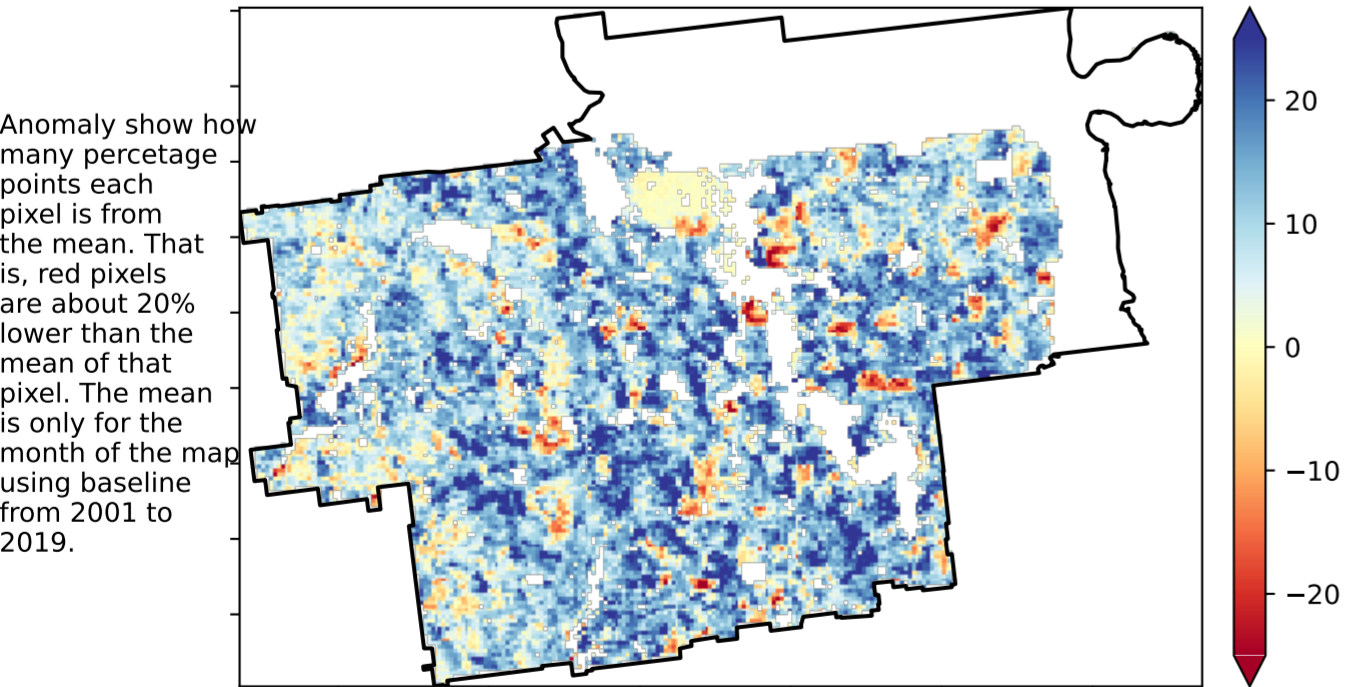 Anomaly show how
many percetage
points each
pixel is from
the mean. That
is, red pixels
are about 20%
lower than the
mean of that
pixel. The mean
is only for the
month of the map
using baseline
from 2001 to
2019.
20
10
0
−10
−20